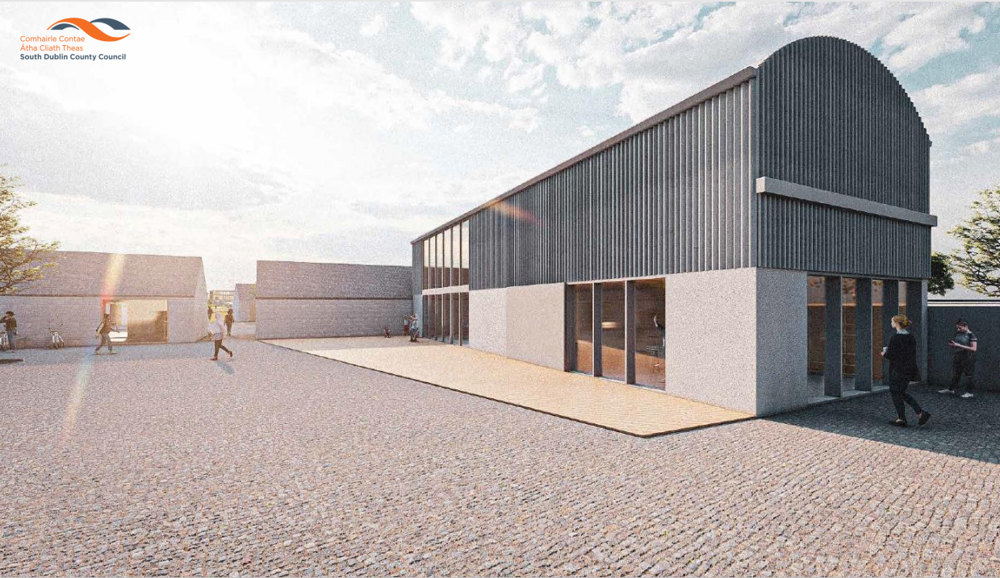 Comhairle Contae
Átha Cliath Theas
South Dublin County Council